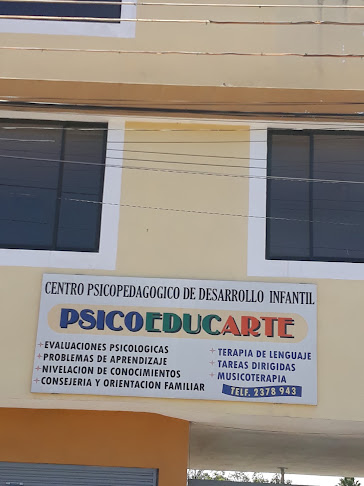 CENTRO PSICOPEDAGOGICO DE DESARROLLO INFANTIL
PSICOEDUCARTE
+ EVALUACIONES PSICOLOGICAS
+ PROBLEMAS DE APRENDIZAJE
+ NIVELACION DE CONOCIMIENTOS
+ CONSEJERIA Y ORIENTACION FAMILIAR
+ TERAPIA DE LENGUAJE
+ TAREAS DIRIGIDAS
+ MUSICOTERAPIA
TELF. 2378 943